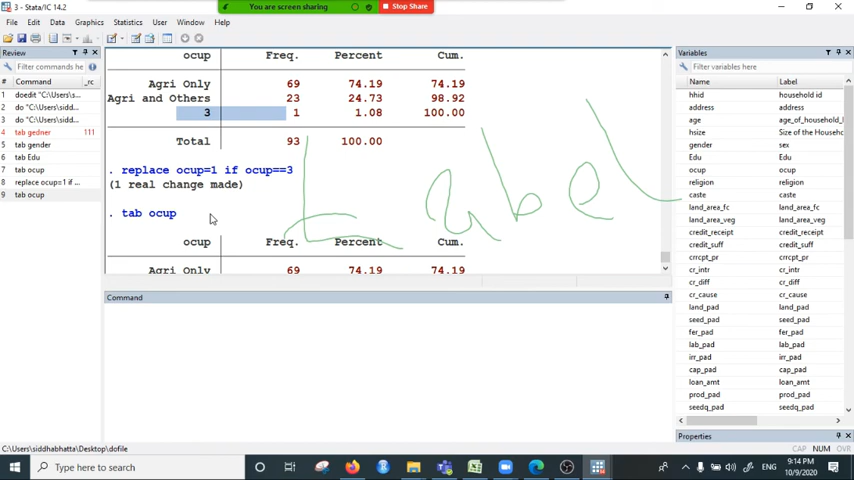 You are screen sharing
Stop Share
3 - Stata/IC 14.2
File Edit Data Graphics Statistics User Window Help
Review
Filter commands he
# Command _rc
1 doedit "C:\Users\s...
2 do "C:\Users\sidd...
3 do "C:\Users\sidd...
4 tab gedner 111
5 tab gender
6 tab Edu
7 tab ocup
8 replace ocup=1 if ...
9 tab ocup
ocup Freq. Percent Cum.
Agri Only 69 74.19 74.19
Agri and Others 23 24.73 98.92
3 1 1.08 100.00
Total 93 100.00
. replace ocup=1 if ocup==3
(1 real change made)
. tab ocup
ocup Freq. Percent Cum.
Agri Only 69 74.19 74.19
Label
Command
Variables
Filter variables here
Name Label
hhid household id
address address
age age_of_household_l
hsize Size of the Househo
gender sex
Edu Edu
ocup ocup
religion religion
caste caste
land_area_fc land_area_fc
land_area_veg land_area_veg
credit_receipt credit_receipt
credit_suff credit_suff
crrcpt_pr crrcpt_pr
cr_intr cr_intr
cr_diff cr_diff
cr_cause cr_cause
land_pad land_pad
seed_pad seed_pad
fer_pad fer_pad
lab_pad lab_pad
irr_pad irr_pad
cap_pad cap_pad
loan_amt loan_amt
prod_pad prod_pad
seedd_pad seedd_pad
Properties
C:\Users\siddhabhatta\Desktop\dofile
CAP NUM OVR
Type here to search
ENG
9:14 PM
10/9/2020